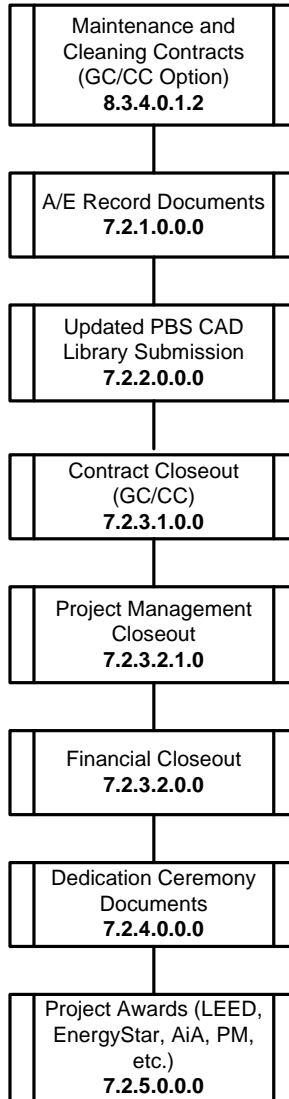 Maintenance and
Cleaning Contracts
(GC/CC Option)
8.3.4.0.1.2
A/E Record Documents
7.2.1.0.0.0
Updated PBS CAD
Library Submission
7.2.2.0.0.0
Contract Closeout
(GC/CC)
7.2.3.1.0.0
Project Management
Closeout
7.2.3.2.1.0
Financial Closeout
7.2.3.2.0.0
Dedication Ceremony
Documents
7.2.4.0.0.0
Project Awards (LEED,
EnergyStar, AiA, PM,
etc.)
7.2.5.0.0.0